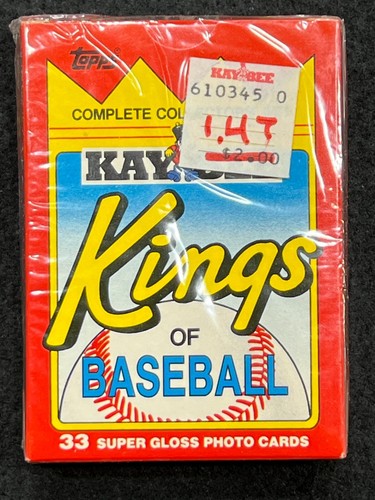 Topps
KAY BEE
610345 0
COMPLETE COL
1.47
$2.00
KAY BEE
Kings
OF
BASEBALL
33 SUPER GLOSS PHOTO CARDS